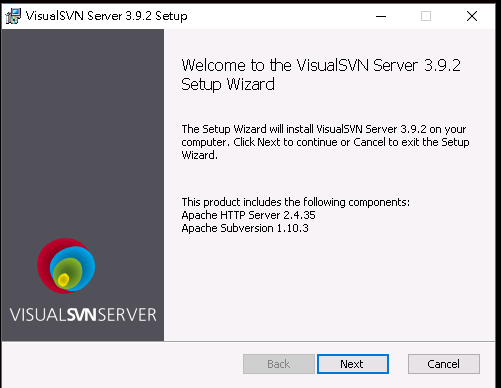 VisualSVN Server 3.9.2 Setup
Welcome to the VisualSVN Server 3.9.2
Setup Wizard
The Setup Wizard will install VisualSVN Server 3.9.2 on your
computer. Click Next to continue or Cancel to exit the Setup
Wizard.
This product includes the following components:
Apache HTTP Server 2.4.35
Apache Subversion 1.10.3
VISUALSVNSERVER
Back
Next
Cancel